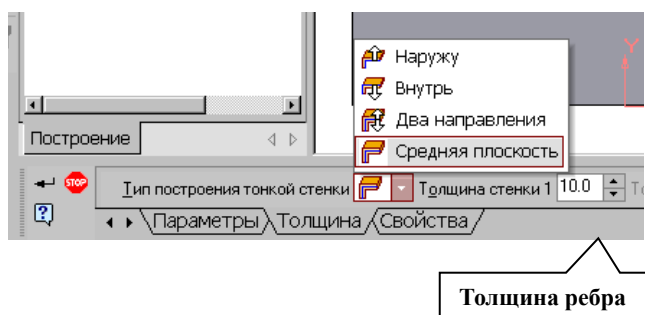 Наружу
Y
Внутрь
Два направления
Построение
Средняя плоскость
STOP
Тип построения тонкой стенки
Толщина стенки 1 10.0
?
Параметры Толщина Свойства
Толщина ребра